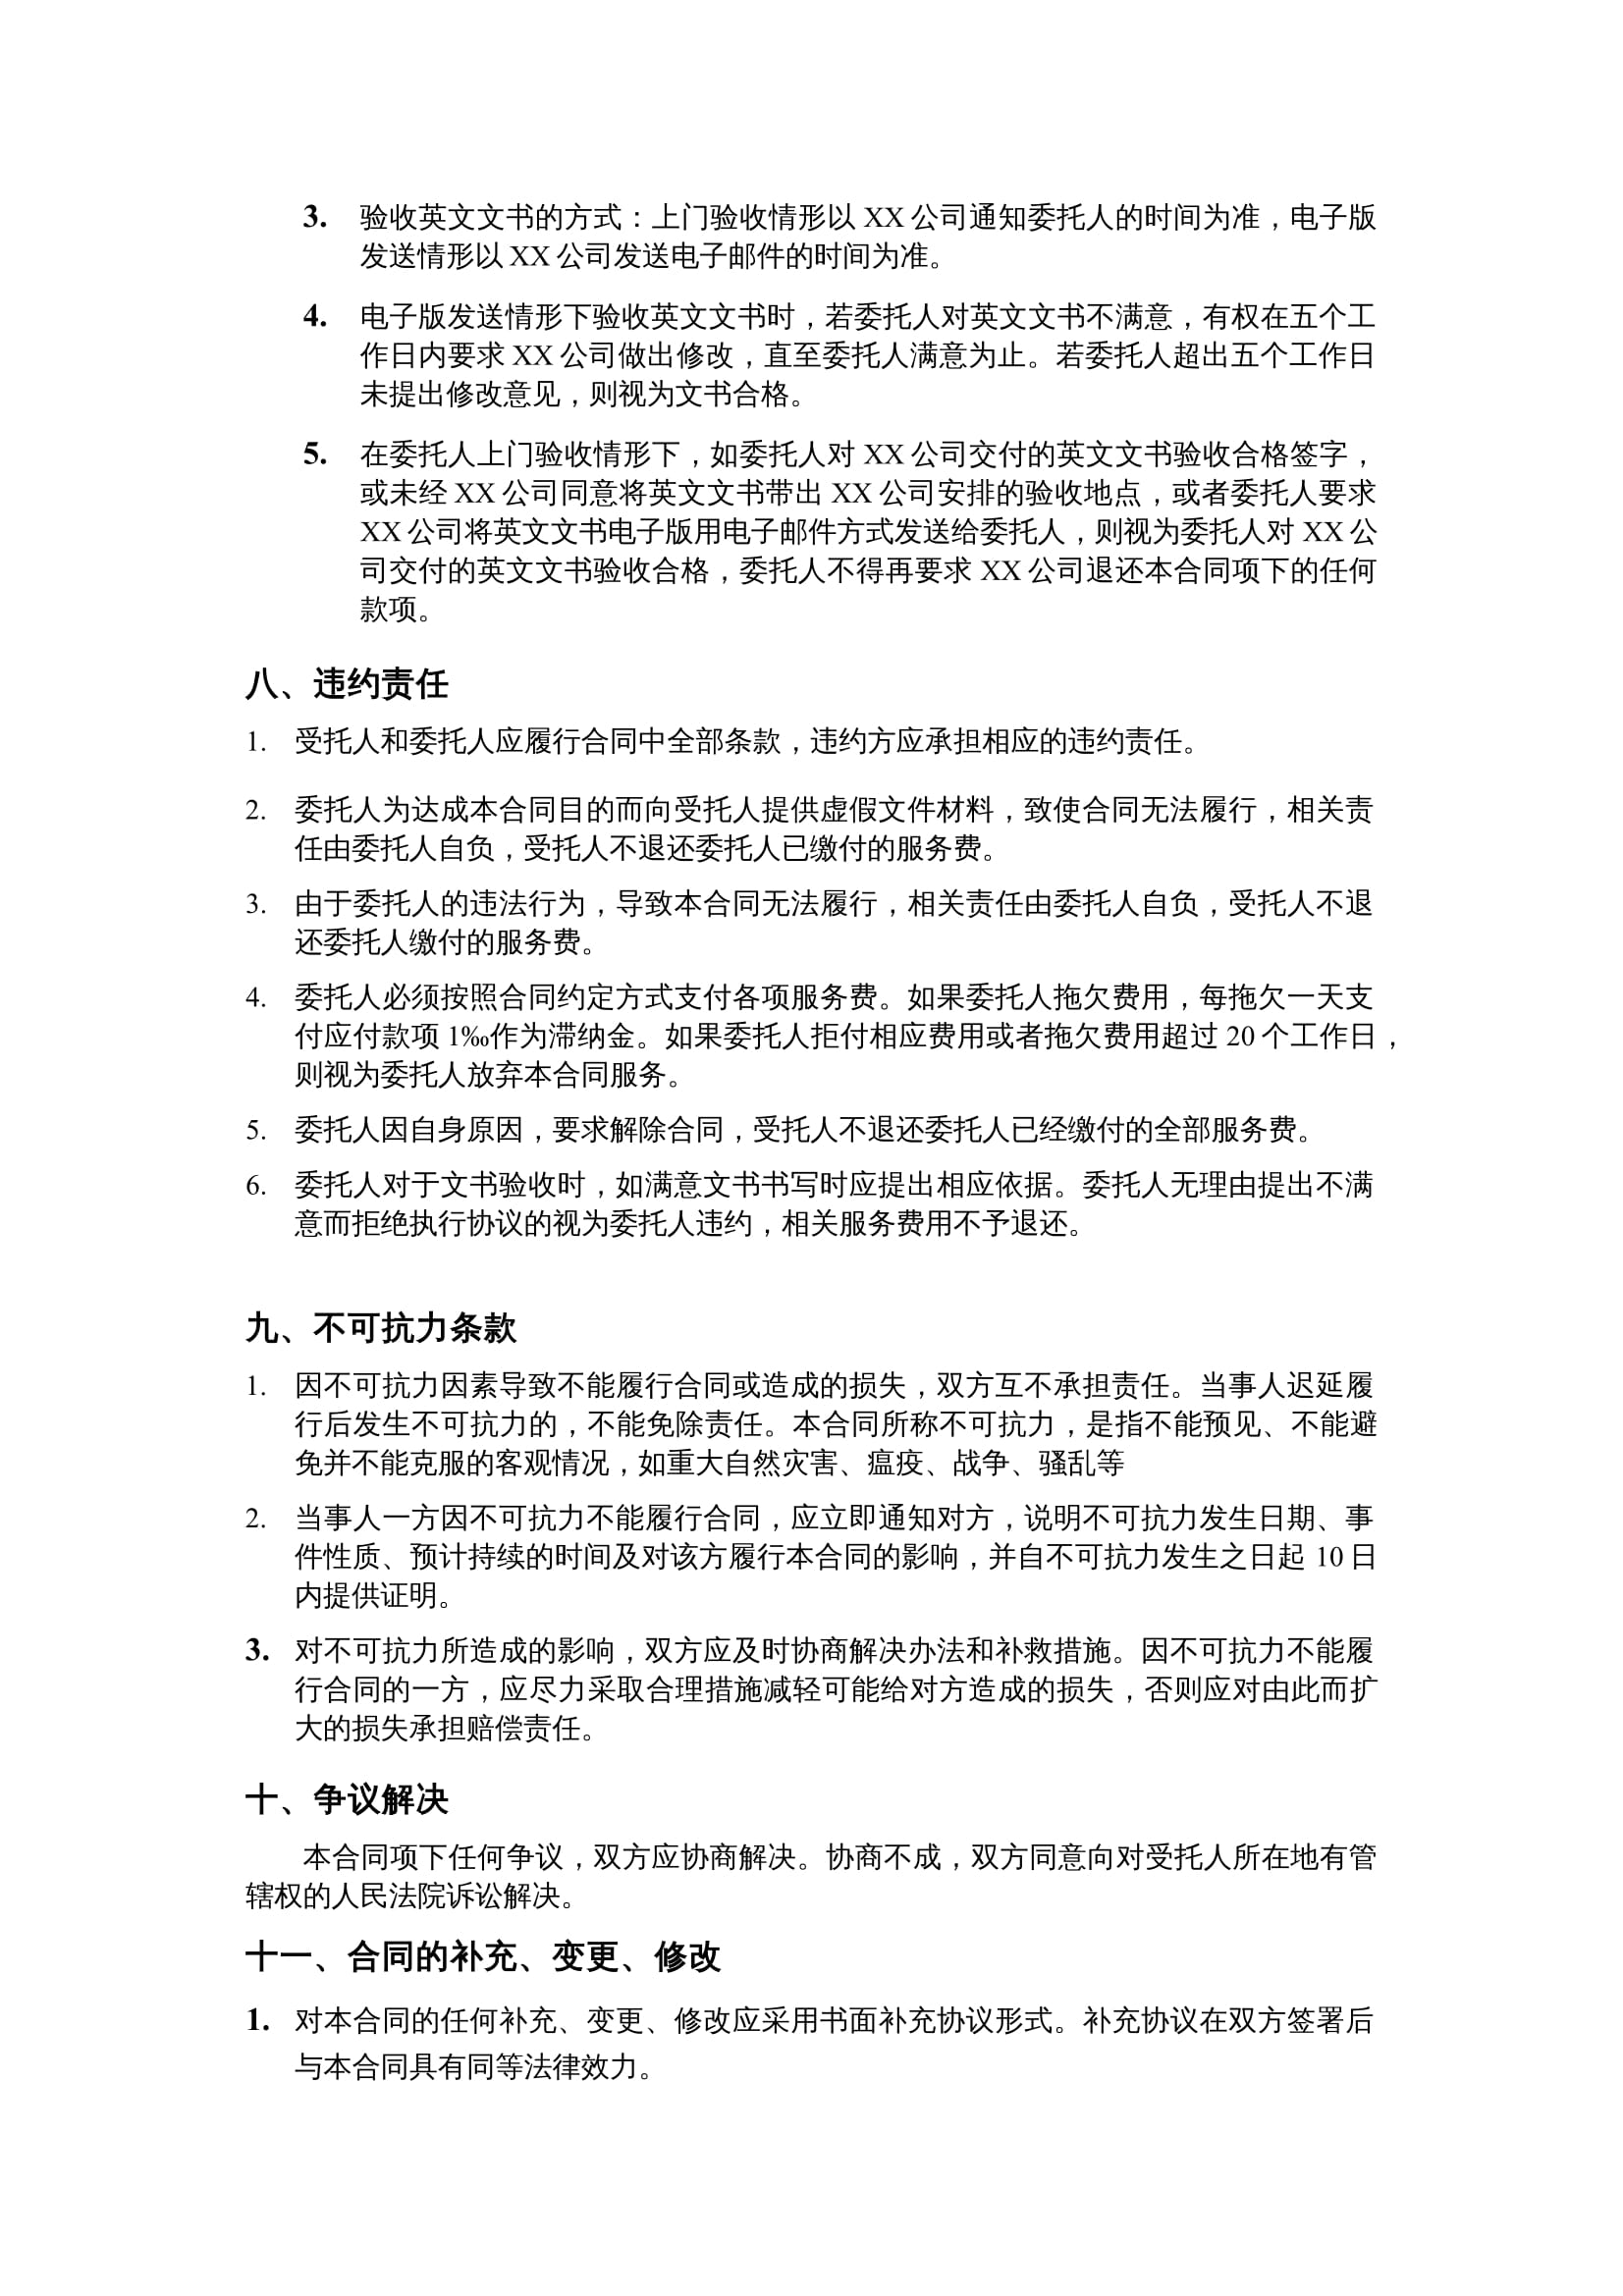 3. 验收英文文书的方式：上门验收情形以 XX 公司通知委托人的时间为准，电子版
发送情形以 XX 公司发送电子邮件的时间为准。
4. 电子版发送情形下验收英文文书时，若委托人对英文文书不满意，有权在五个工
作日内要求 XX 公司做出修改，直至委托人满意为止。若委托人超出五个工作日
未提出修改意见，则视为文书合格。
5. 在委托人上门验收情形下，如委托人对 XX 公司交付的英文文书验收合格签字，
或未经 XX 公司同意将英文文书带出 XX 公司安排的验收地点，或者委托人要求
XX 公司将英文文书电子版用电子邮件方式发送给委托人，则视为委托人对 XX 公
司交付的英文文书验收合格，委托人不得再要求 XX 公司退还本合同项下的任何
款项。
八、违约责任
1. 受托人和委托人应履行合同中全部条款，违约方应承担相应的违约责任。
2. 委托人为达成本合同目的而向受托人提供虚假文件材料，致使合同无法履行，相关责
任由委托人自负，受托人不退还委托人已缴付的服务费。
3. 由于委托人的违法行为，导致本合同无法履行，相关责任由委托人自负，受托人不退
还委托人缴付的服务费。
4. 委托人必须按照合同约定方式支付各项服务费。如果委托人拖欠费用，每拖欠一天支
付应付款项 1‰作为滞纳金。如果委托人拒付相应费用或者拖欠费用超过 20 个工作日，
则视为委托人放弃本合同服务。
5. 委托人因自身原因，要求解除合同，受托人不退还委托人已经缴付的全部服务费。
6. 委托人对于文书验收时，如满意文书书写时应提出相应依据。委托人无理由提出不满
意而拒绝执行协议的视为委托人违约，相关服务费用不予退还。
九、不可抗力条款
1. 因不可抗力因素导致不能履行合同或造成的损失，双方互不承担责任。当事人迟延履
行后发生不可抗力的，不能免除责任。本合同所称不可抗力，是指不能预见、不能避
免并不能克服的客观情况，如重大自然灾害、瘟疫、战争、骚乱等
2. 当事人一方因不可抗力不能履行合同，应立即通知对方，说明不可抗力发生日期、事
件性质、预计持续的时间及对该方履行本合同的影响，并自不可抗力发生之日起 10 日
内提供证明。
3. 对不可抗力所造成的影响，双方应及时协商解决办法和补救措施。因不可抗力不能履
行合同的一方，应尽力采取合理措施减轻可能给对方造成的损失，否则应对由此而扩
大的损失承担赔偿责任。
十、争议解决
本合同项下任何争议，双方应协商解决。协商不成，双方同意向对受托人所在地有管
辖权的人民法院诉讼解决。
十一、合同的补充、变更、修改
1. 对本合同的任何补充、变更、修改应采用书面补充协议形式。补充协议在双方签署后
与本合同具有同等法律效力。